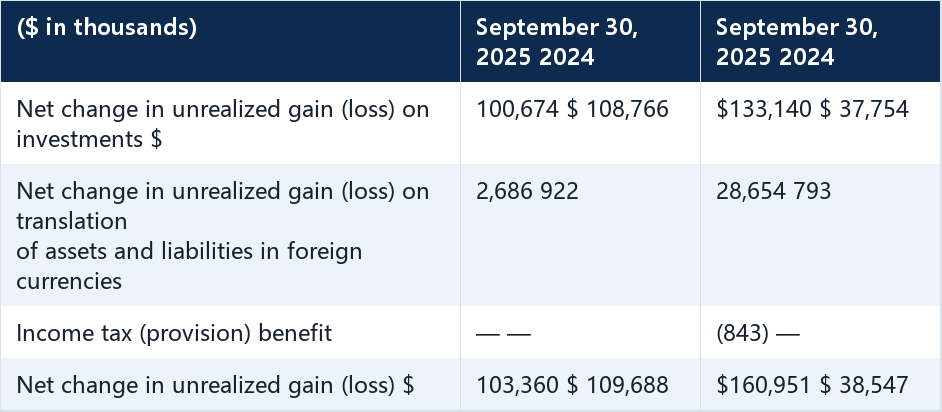 ($ in thousands)
September 30,
2025 2024
September 30,
2025 2024
Net change in unrealized gain (loss) on
investments $
100,674 $ 108,766
$133,140 $ 37,754
Net change in unrealized gain (loss) on
translation
of assets and liabilities in foreign
currencies
2,686 922
28,654 793
Income tax (provision) benefit
— —
(843) —
Net change in unrealized gain (loss) $
103,360 $ 109,688
$160,951 $ 38,547